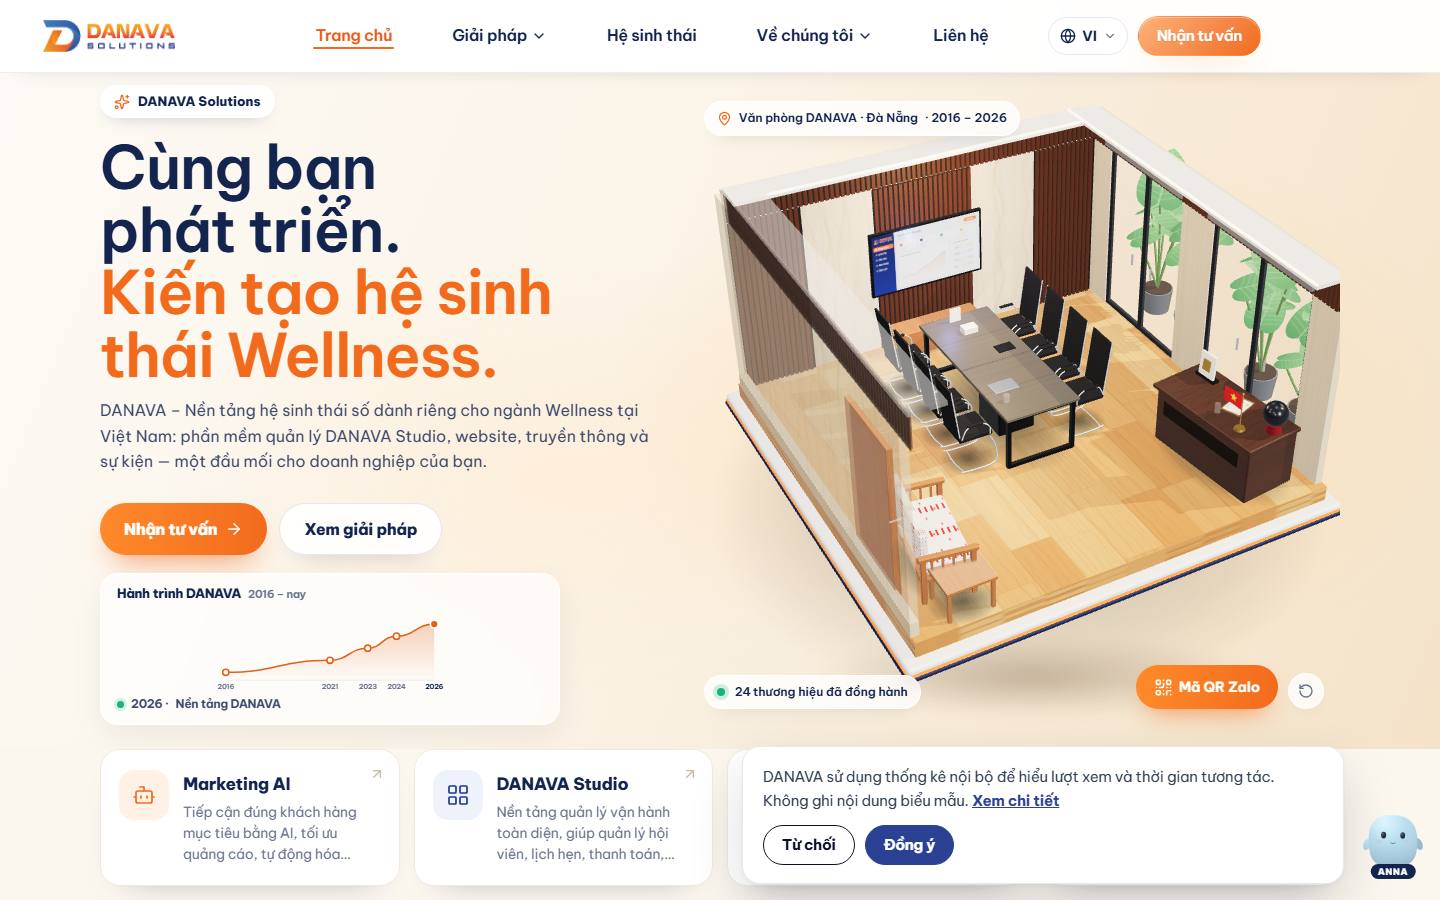 DANAVA
SOLUTIONS
Trang chủ
Giải pháp
Hệ sinh thái
Về chúng tôi
Liên hệ
VI
Nhận tư vấn
DANAVA Solutions
Cùng bạn
phát triển.
Kiến tạo hệ sinh
thái Wellness.
DANAVA – Nền tảng hệ sinh thái số dành riêng cho ngành Wellness tại
Việt Nam: phần mềm quản lý DANAVA Studio, website, truyền thông và
sự kiện — một đầu mối cho doanh nghiệp của bạn.
Nhận tư vấn
Xem giải pháp
Hành trình DANAVA 2016 – nay
2016 2021 2023 2024 2026
2026 · Nền tảng DANAVA
Văn phòng DANAVA · Đà Nẵng · 2016 – 2026
24 thương hiệu đã đồng hành
Mã QR Zalo
Marketing AI
Tiếp cận đúng khách hàng
mục tiêu bằng AI, tối ưu
quảng cáo, tự động hóa...
DANAVA Studio
Nền tảng quản lý vận hành
toàn diện, giúp quản lý hội
viên, lịch hẹn, thanh toán,...
DANAVA sử dụng thống kê nội bộ để hiểu lượt xem và thời gian tương tác.
Không ghi nội dung biểu mẫu. Xem chi tiết
Từ chối
Đồng ý
ANNA